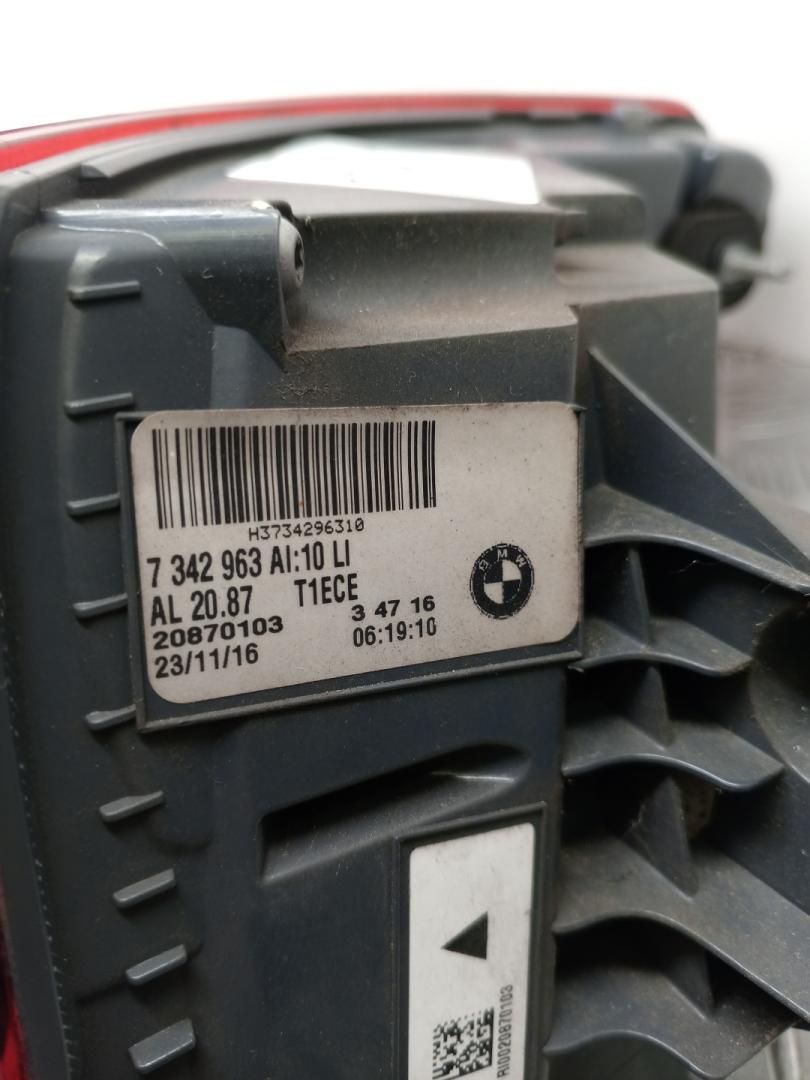 H3734296310
7 342 963 AI:10 LI
AL 20.87 T1ECE
20870103 3 47 16
23/11/16 06:19:10
BMW
RI0020870103